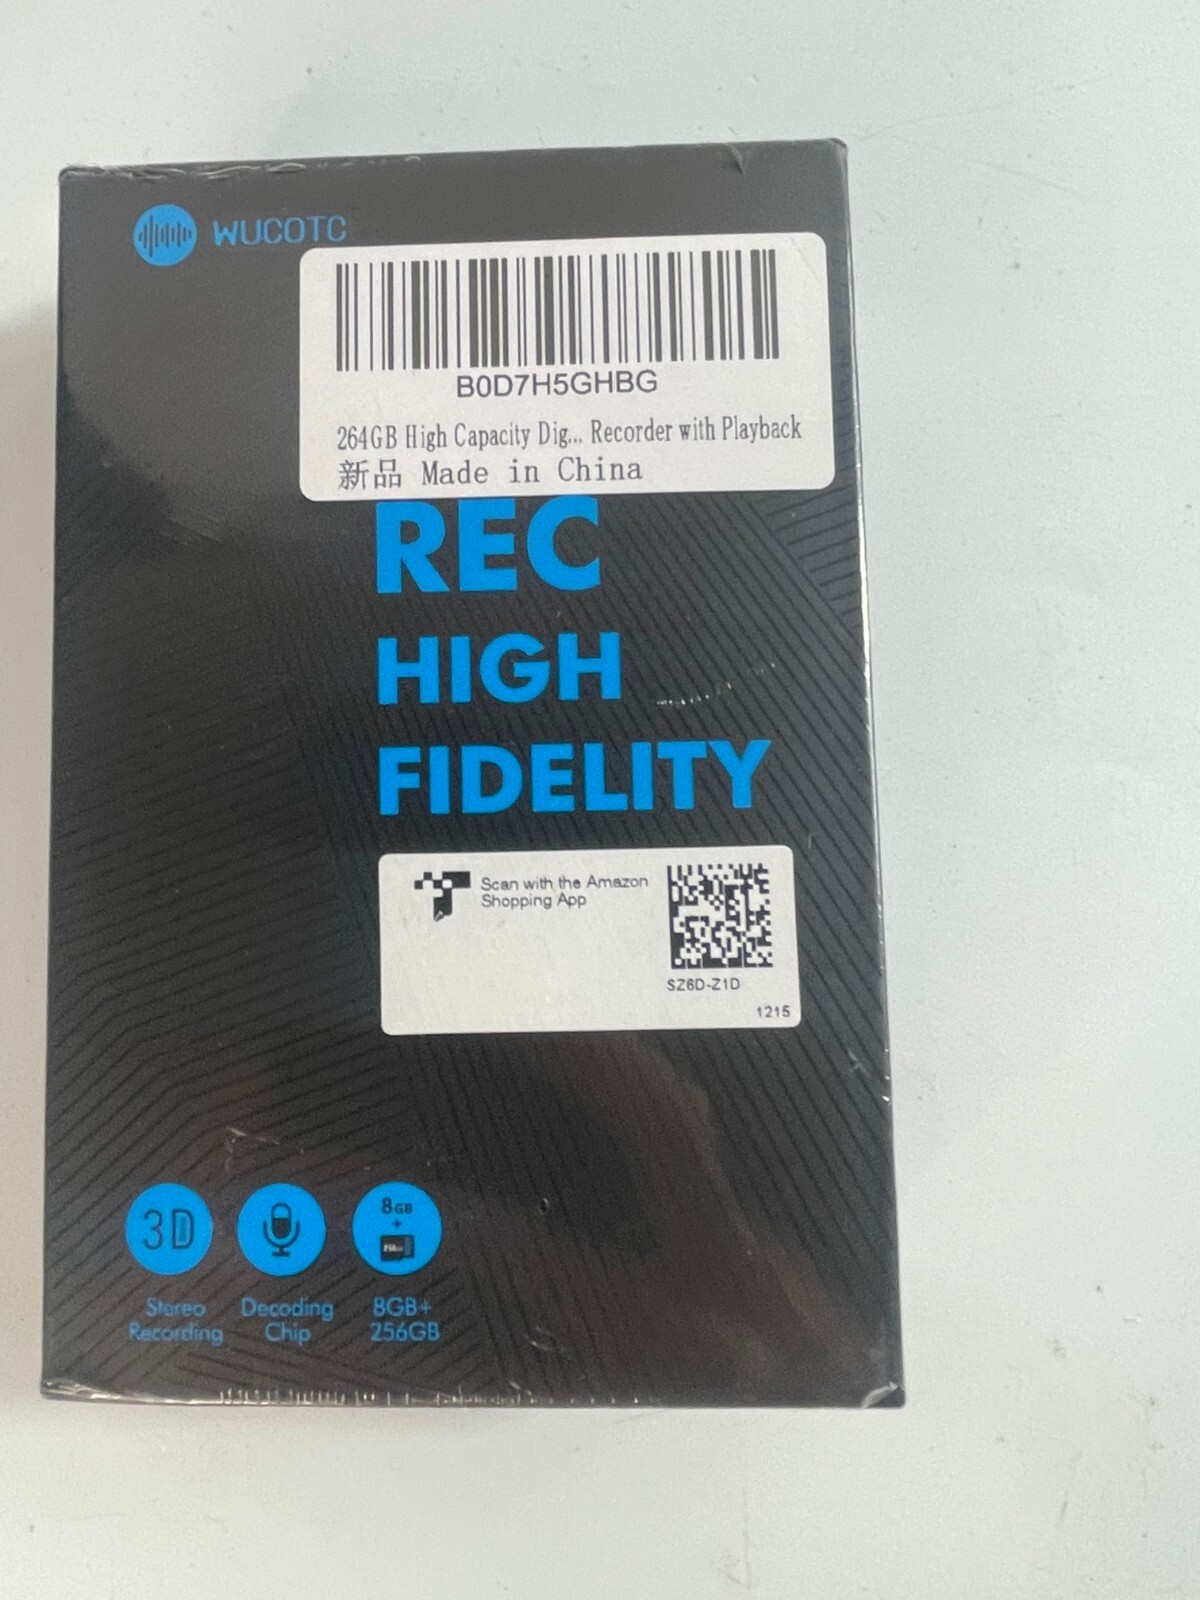 WUCOTC
B0D7H5GHBG
264GB High Capacity Dig... Recorder with Playback
新品 Made in China
REC
HIGH
FIDELITY
Scan with the Amazon
Shopping App
SZ6D-Z1D
1215
3D
Stereo
Recording
Decoding
Chip
8GB
+
256GB
8GB+
256GB